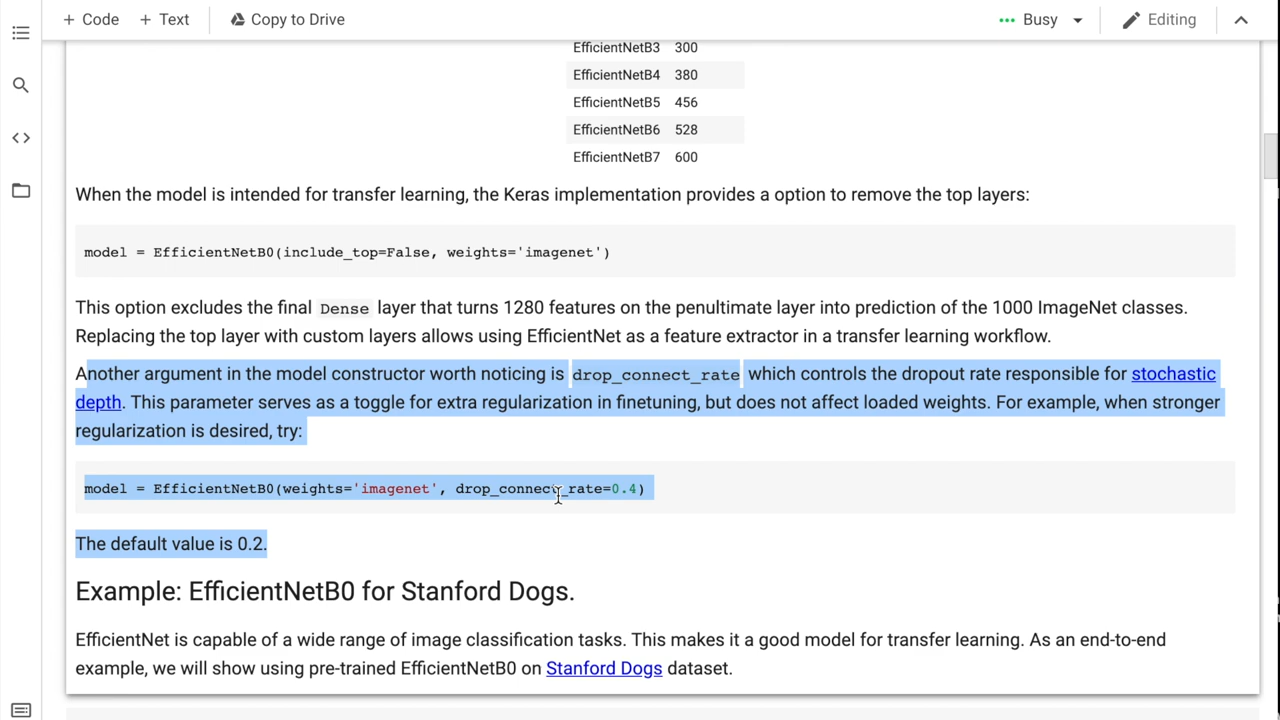 + Code + Text Copy to Drive Busy Editing
EfficientNetB3 300
EfficientNetB4 380
EfficientNetB5 456
EfficientNetB6 528
EfficientNetB7 600
When the model is intended for transfer learning, the Keras implementation provides a option to remove the top layers:
model = EfficientNetB0(include_top=False, weights='imagenet')
This option excludes the final Dense layer that turns 1280 features on the penultimate layer into prediction of the 1000 ImageNet classes.
Replacing the top layer with custom layers allows using EfficientNet as a feature extractor in a transfer learning workflow.
Another argument in the model constructor worth noticing is drop_connect_rate which controls the dropout rate responsible for stochastic
depth. This parameter serves as a toggle for extra regularization in finetuning, but does not affect loaded weights. For example, when stronger
regularization is desired, try:
model = EfficientNetB0(weights='imagenet', drop_connect_rate=0.4)
The default value is 0.2.
Example: EfficientNetB0 for Stanford Dogs.
EfficientNet is capable of a wide range of image classification tasks. This makes it a good model for transfer learning. As an end-to-end
example, we will show using pre-trained EfficientNetB0 on Stanford Dogs dataset.